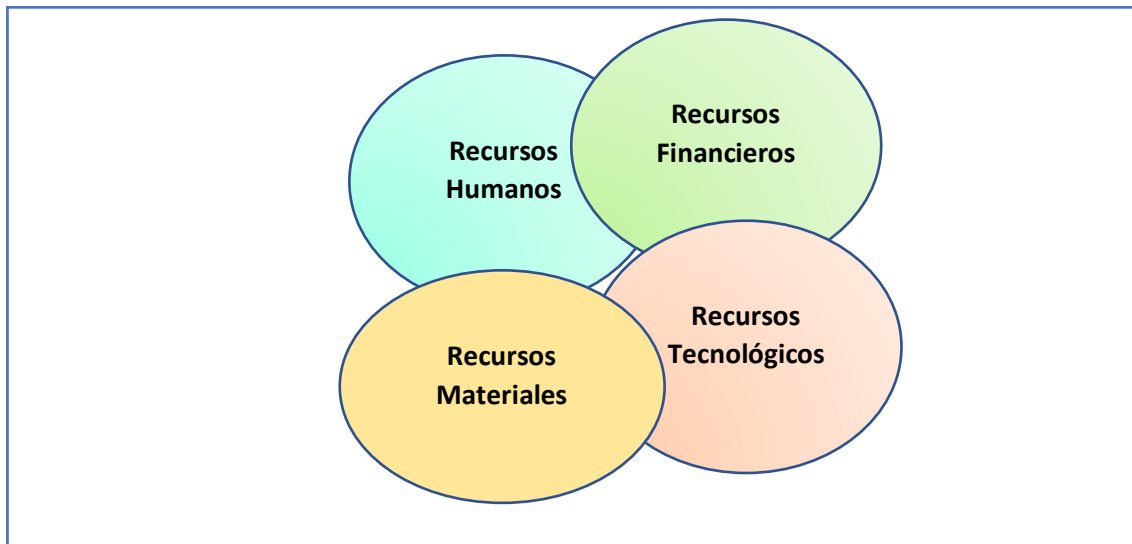 Recursos
Humanos
Recursos
Financieros
Recursos
Materiales
Recursos
Tecnológicos